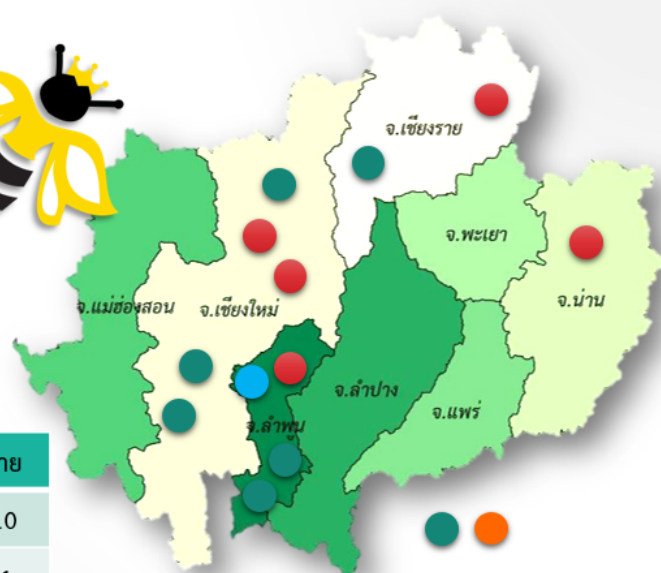 จ.เชียงราย
จ.พะเยา
จ.น่าน
จ.แม่ฮ่องสอน
จ.เชียงใหม่
จ.ลำปาง
จ.แพร่
จ.ลำพูน